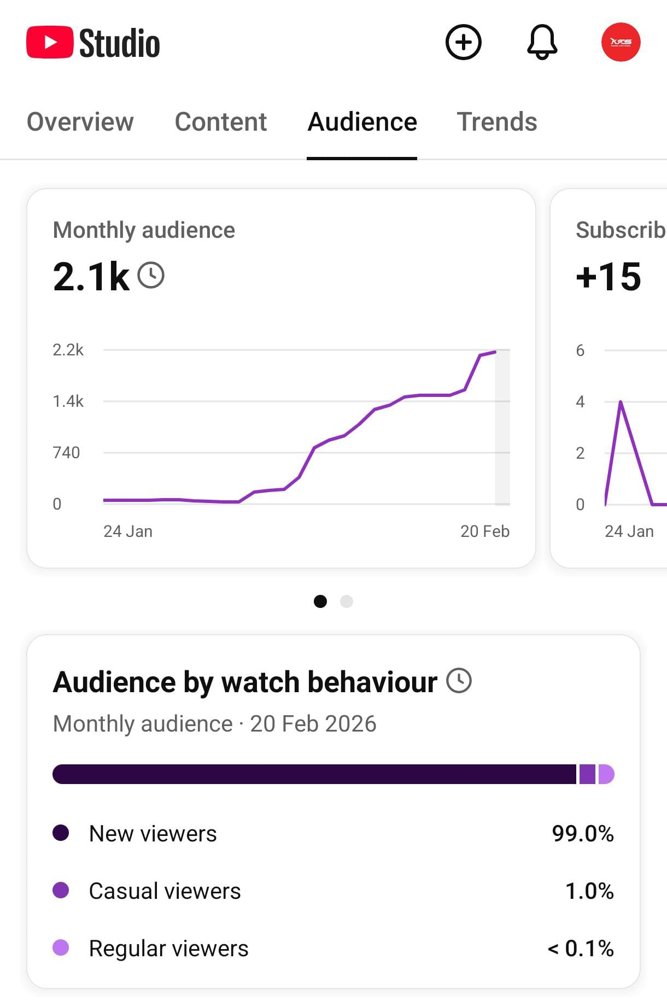 Studio
XFS
Overview Content Audience Trends
Monthly audience
2.1k
2.2k
1.4k
740
0
24 Jan 20 Feb
Subscrib
+15
6
4
2
0
24 Jan
Audience by watch behaviour
Monthly audience · 20 Feb 2026
New viewers 99.0%
Casual viewers 1.0%
Regular viewers < 0.1%